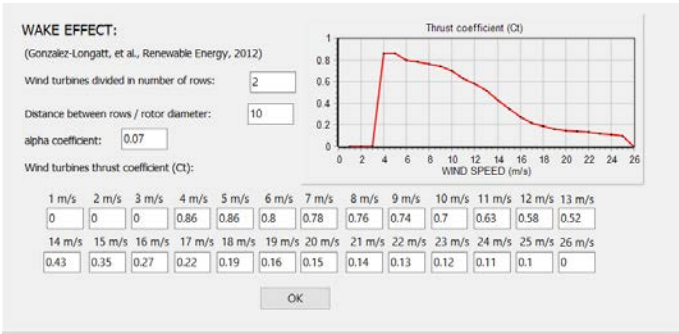 WAKE EFFECT:
(Gonzalez-Longatt, et al., Renewable Energy, 2012)
Wind turbines divided in number of rows: 2
Distance between rows / rotor diameter: 10
alpha coefficient: 0.07
Wind turbines thrust coefficient (Ct):
Thrust coefficient (Ct)
1
0.8
0.6
0.4
0.2
0
0 2 4 6 8 10 12 14 16 18 20 22 24 26
WIND SPEED (m/s)
1 m/s 2 m/s 3 m/s 4 m/s 5 m/s 6 m/s 7 m/s 8 m/s 9 m/s 10 m/s 11 m/s 12 m/s 13 m/s
0 0 0 0.86 0.86 0.8 0.78 0.76 0.74 0.7 0.63 0.58 0.52
14 m/s 15 m/s 16 m/s 17 m/s 18 m/s 19 m/s 20 m/s 21 m/s 22 m/s 23 m/s 24 m/s 25 m/s 26 m/s
0.43 0.35 0.27 0.22 0.19 0.16 0.15 0.14 0.13 0.12 0.11 0.1 0
OK